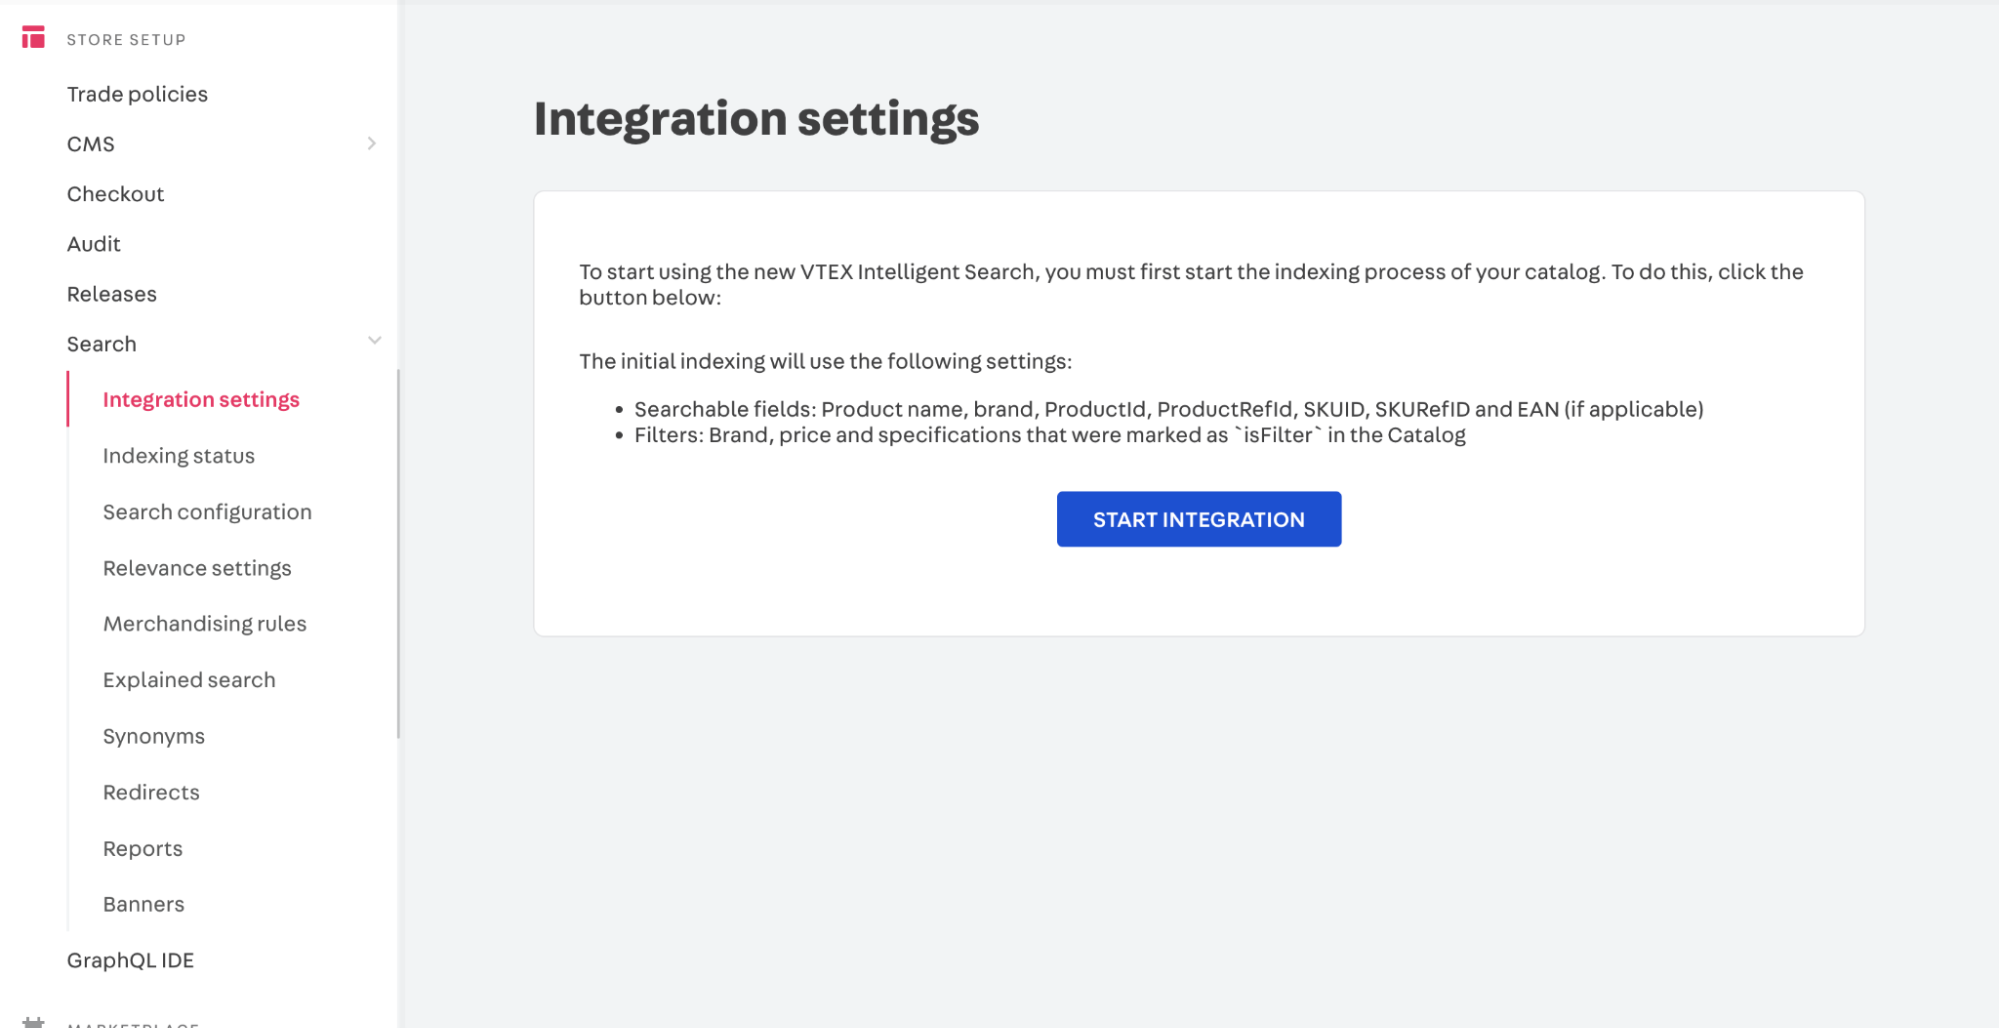 STORE SETUP
Trade policies
CMS
Checkout
Audit
Releases
Search
Integration settings
Indexing status
Search configuration
Relevance settings
Merchandising rules
Explained search
Synonyms
Redirects
Reports
Banners
GraphQL IDE
MARKETPLACE
Integration settings
To start using the new VTEX Intelligent Search, you must first start the indexing process of your catalog. To do this, click the
button below:
The initial indexing will use the following settings:
• Searchable fields: Product name, brand, ProductId, ProductRefId, SKUID, SKURefID and EAN (if applicable)
• Filters: Brand, price and specifications that were marked as `isFilter` in the Catalog
START INTEGRATION